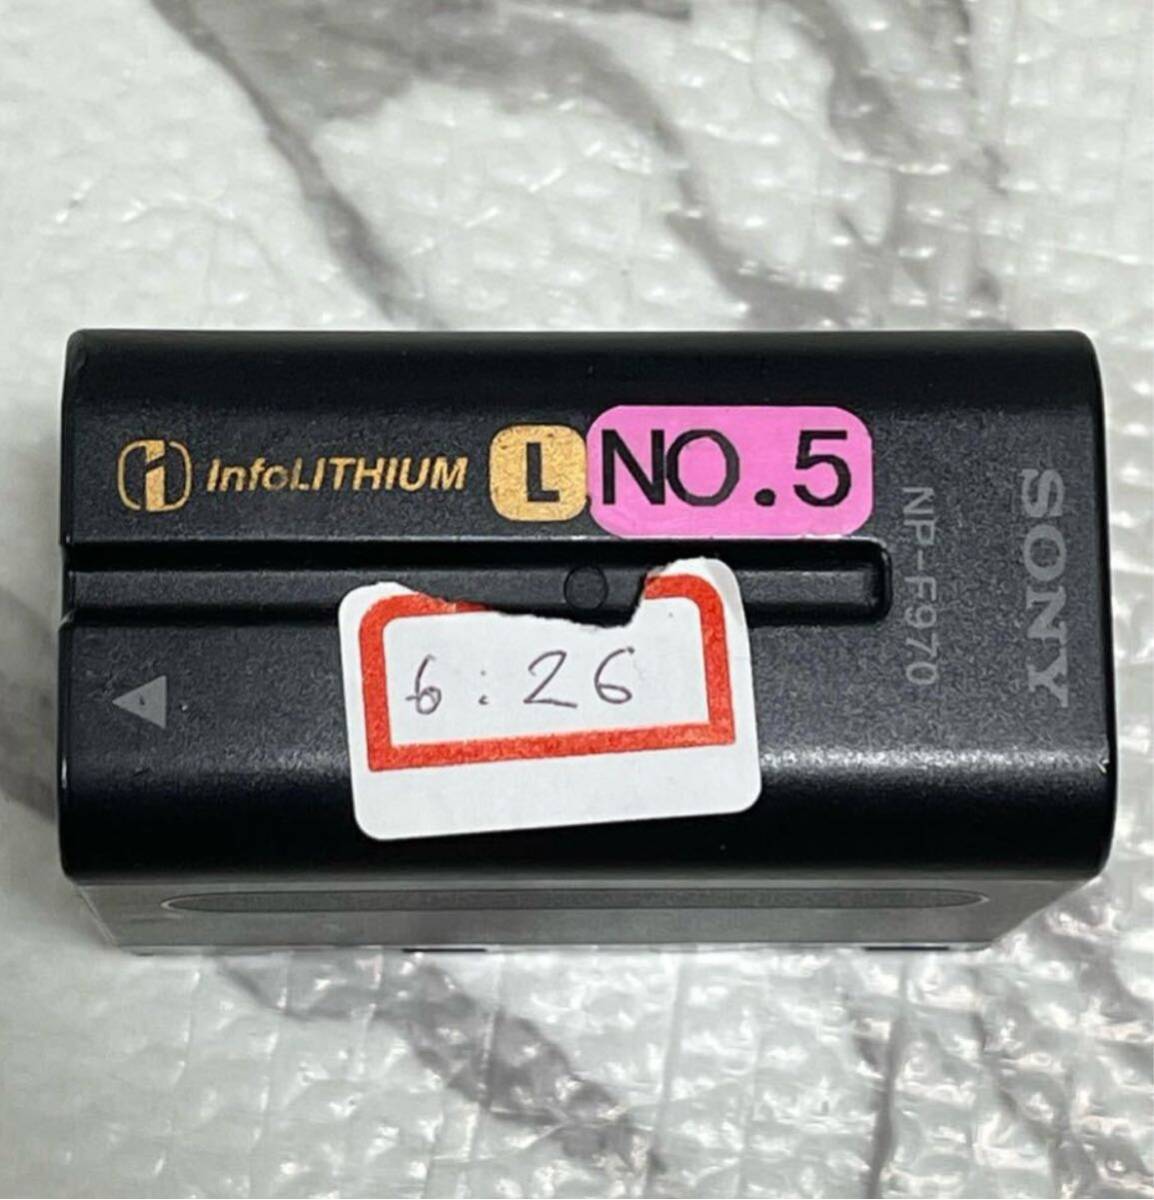 InfoLITHIUM L NO.5
NP-F970
SONY
6:26